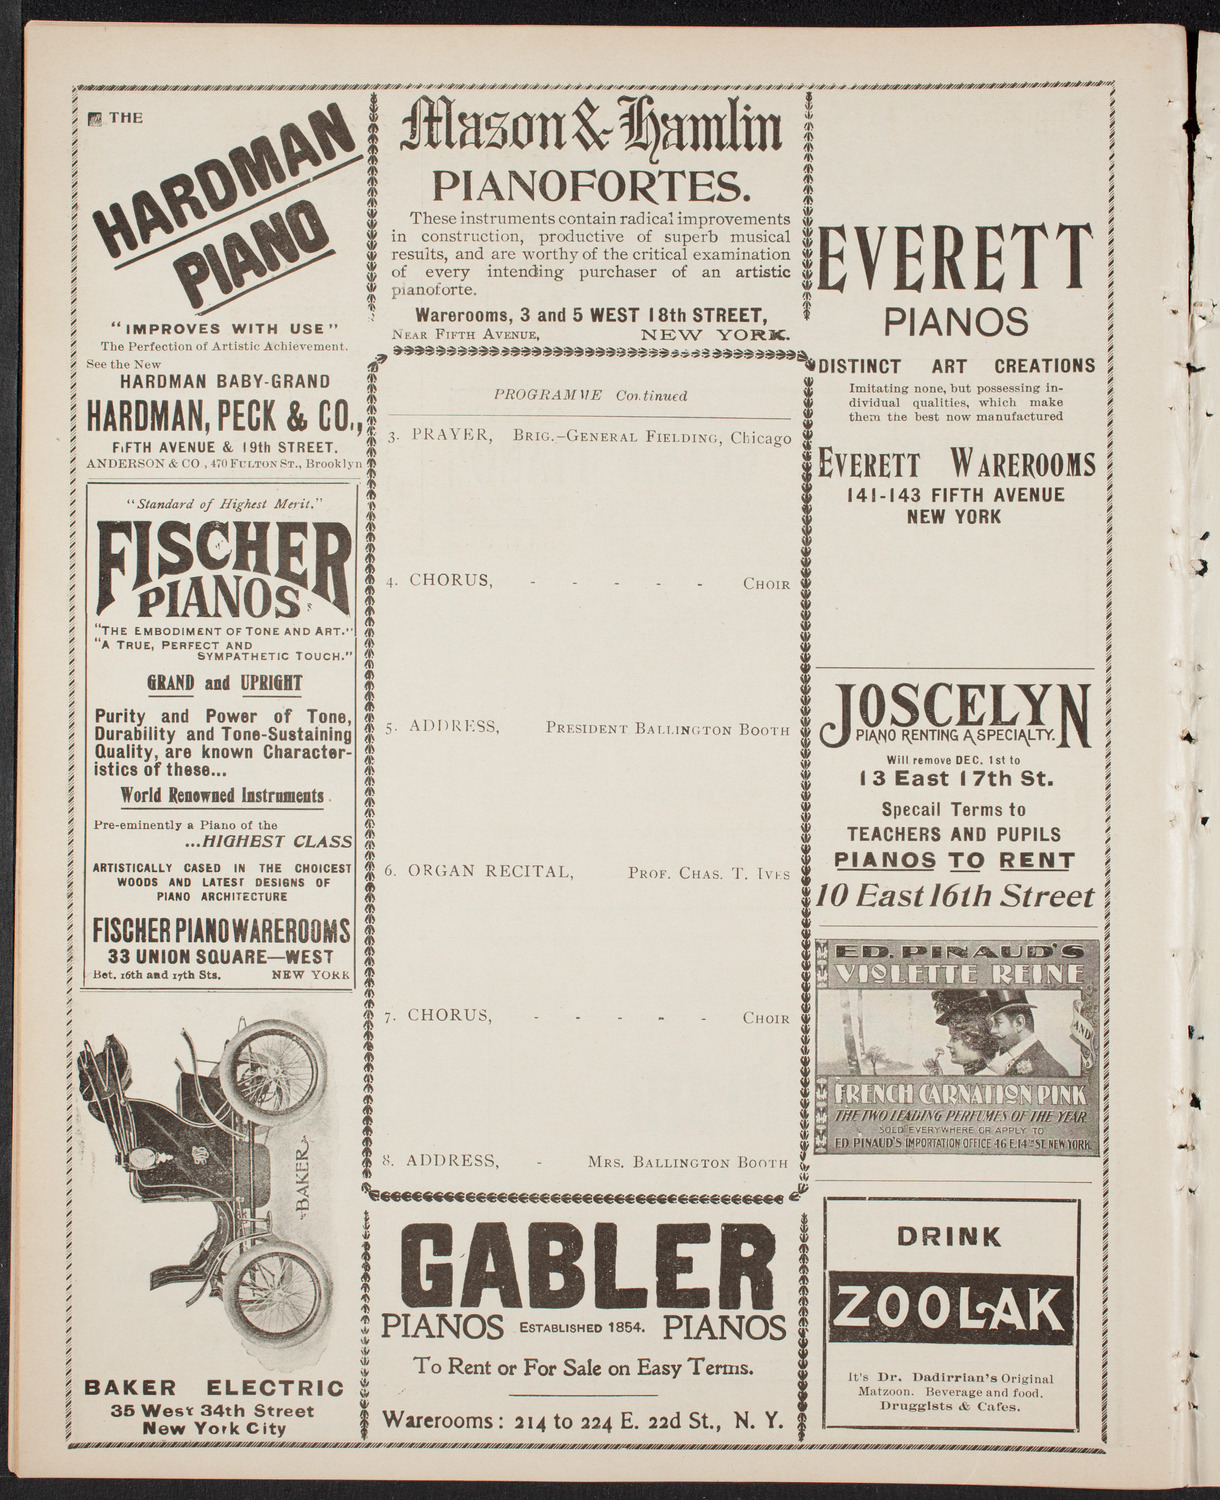 THE
HARDMAN
PIANO
"IMPROVES WITH USE"
The Perfection of Artistic Achievement.
See the New
HARDMAN BABY-GRAND
HARDMAN, PECK & CO.,
FIFTH AVENUE & 19th STREET.
ANDERSON & CO , 470 FULTON ST., Brooklyn
"Standard of Highest Merit."
FISCHER
PIANOS
"THE EMBODIMENT OF TONE AND ART."
"A TRUE, PERFECT AND
SYMPATHETIC TOUCH."
GRAND and UPRIGHT
Purity and Power of Tone,
Durability and Tone-Sustaining
Quality, are known Character-
istics of these...
World Renowned Instruments.
Pre-eminently a Piano of the
...HIGHEST CLASS
ARTISTICALLY CASED IN THE CHOICEST
WOODS AND LATEST DESIGNS OF
PIANO ARCHITECTURE
FISCHER PIANO WAREROOMS
33 UNION SQUARE—WEST
Bet. 16th and 17th Sts. NEW YORK
BAKER
BAKER ELECTRIC
35 West 34th Street
New York City
Mason & Hamlin
PIANOFORTES.
These instruments contain radical improvements
in construction, productive of superb musical
results, and are worthy of the critical examination
of every intending purchaser of an artistic
pianoforte.
Warerooms, 3 and 5 WEST 18th STREET,
NEAR FIFTH AVENUE, NEW YORK.
PROGRAMME Continued
3. PRAYER, BRIG.-GENERAL FIELDING, Chicago
4. CHORUS, - - - - - CHOIR
5. ADDRESS, PRESIDENT BALLINGTON BOOTH
6. ORGAN RECITAL, PROF. CHAS. T. IVES
7. CHORUS, - - - - - CHOIR
8. ADDRESS, - MRS. BALLINGTON BOOTH
GABLER
PIANOS ESTABLISHED 1854. PIANOS
To Rent or For Sale on Easy Terms.
Warerooms: 214 to 224 E. 22d St., N. Y.
EVERETT
PIANOS
DISTINCT ART CREATIONS
Imitating none, but possessing in-
dividual qualities, which make
them the best now manufactured
EVERETT WAREROOMS
141-143 FIFTH AVENUE
NEW YORK
JOSCELYN
PIANO RENTING A SPECIALTY.
Will remove DEC. 1st to
13 East 17th St.
Specail Terms to
TEACHERS AND PUPILS
PIANOS TO RENT
10 East 16th Street
ED. PINAUD'S
VIOLETTE REINE
AND
FRENCH CARNATION PINK
THE TWO LEADING PERFUMES OF THE YEAR
SOLD EVERYWHERE OR APPLY TO
ED. PINAUD'S IMPORTATION OFFICE 46 E. 14TH ST. NEW YORK.
DRINK
ZOOLAK
It's Dr. Dadirrian's Original
Matzoon. Beverage and food.
Druggists & Cafes.